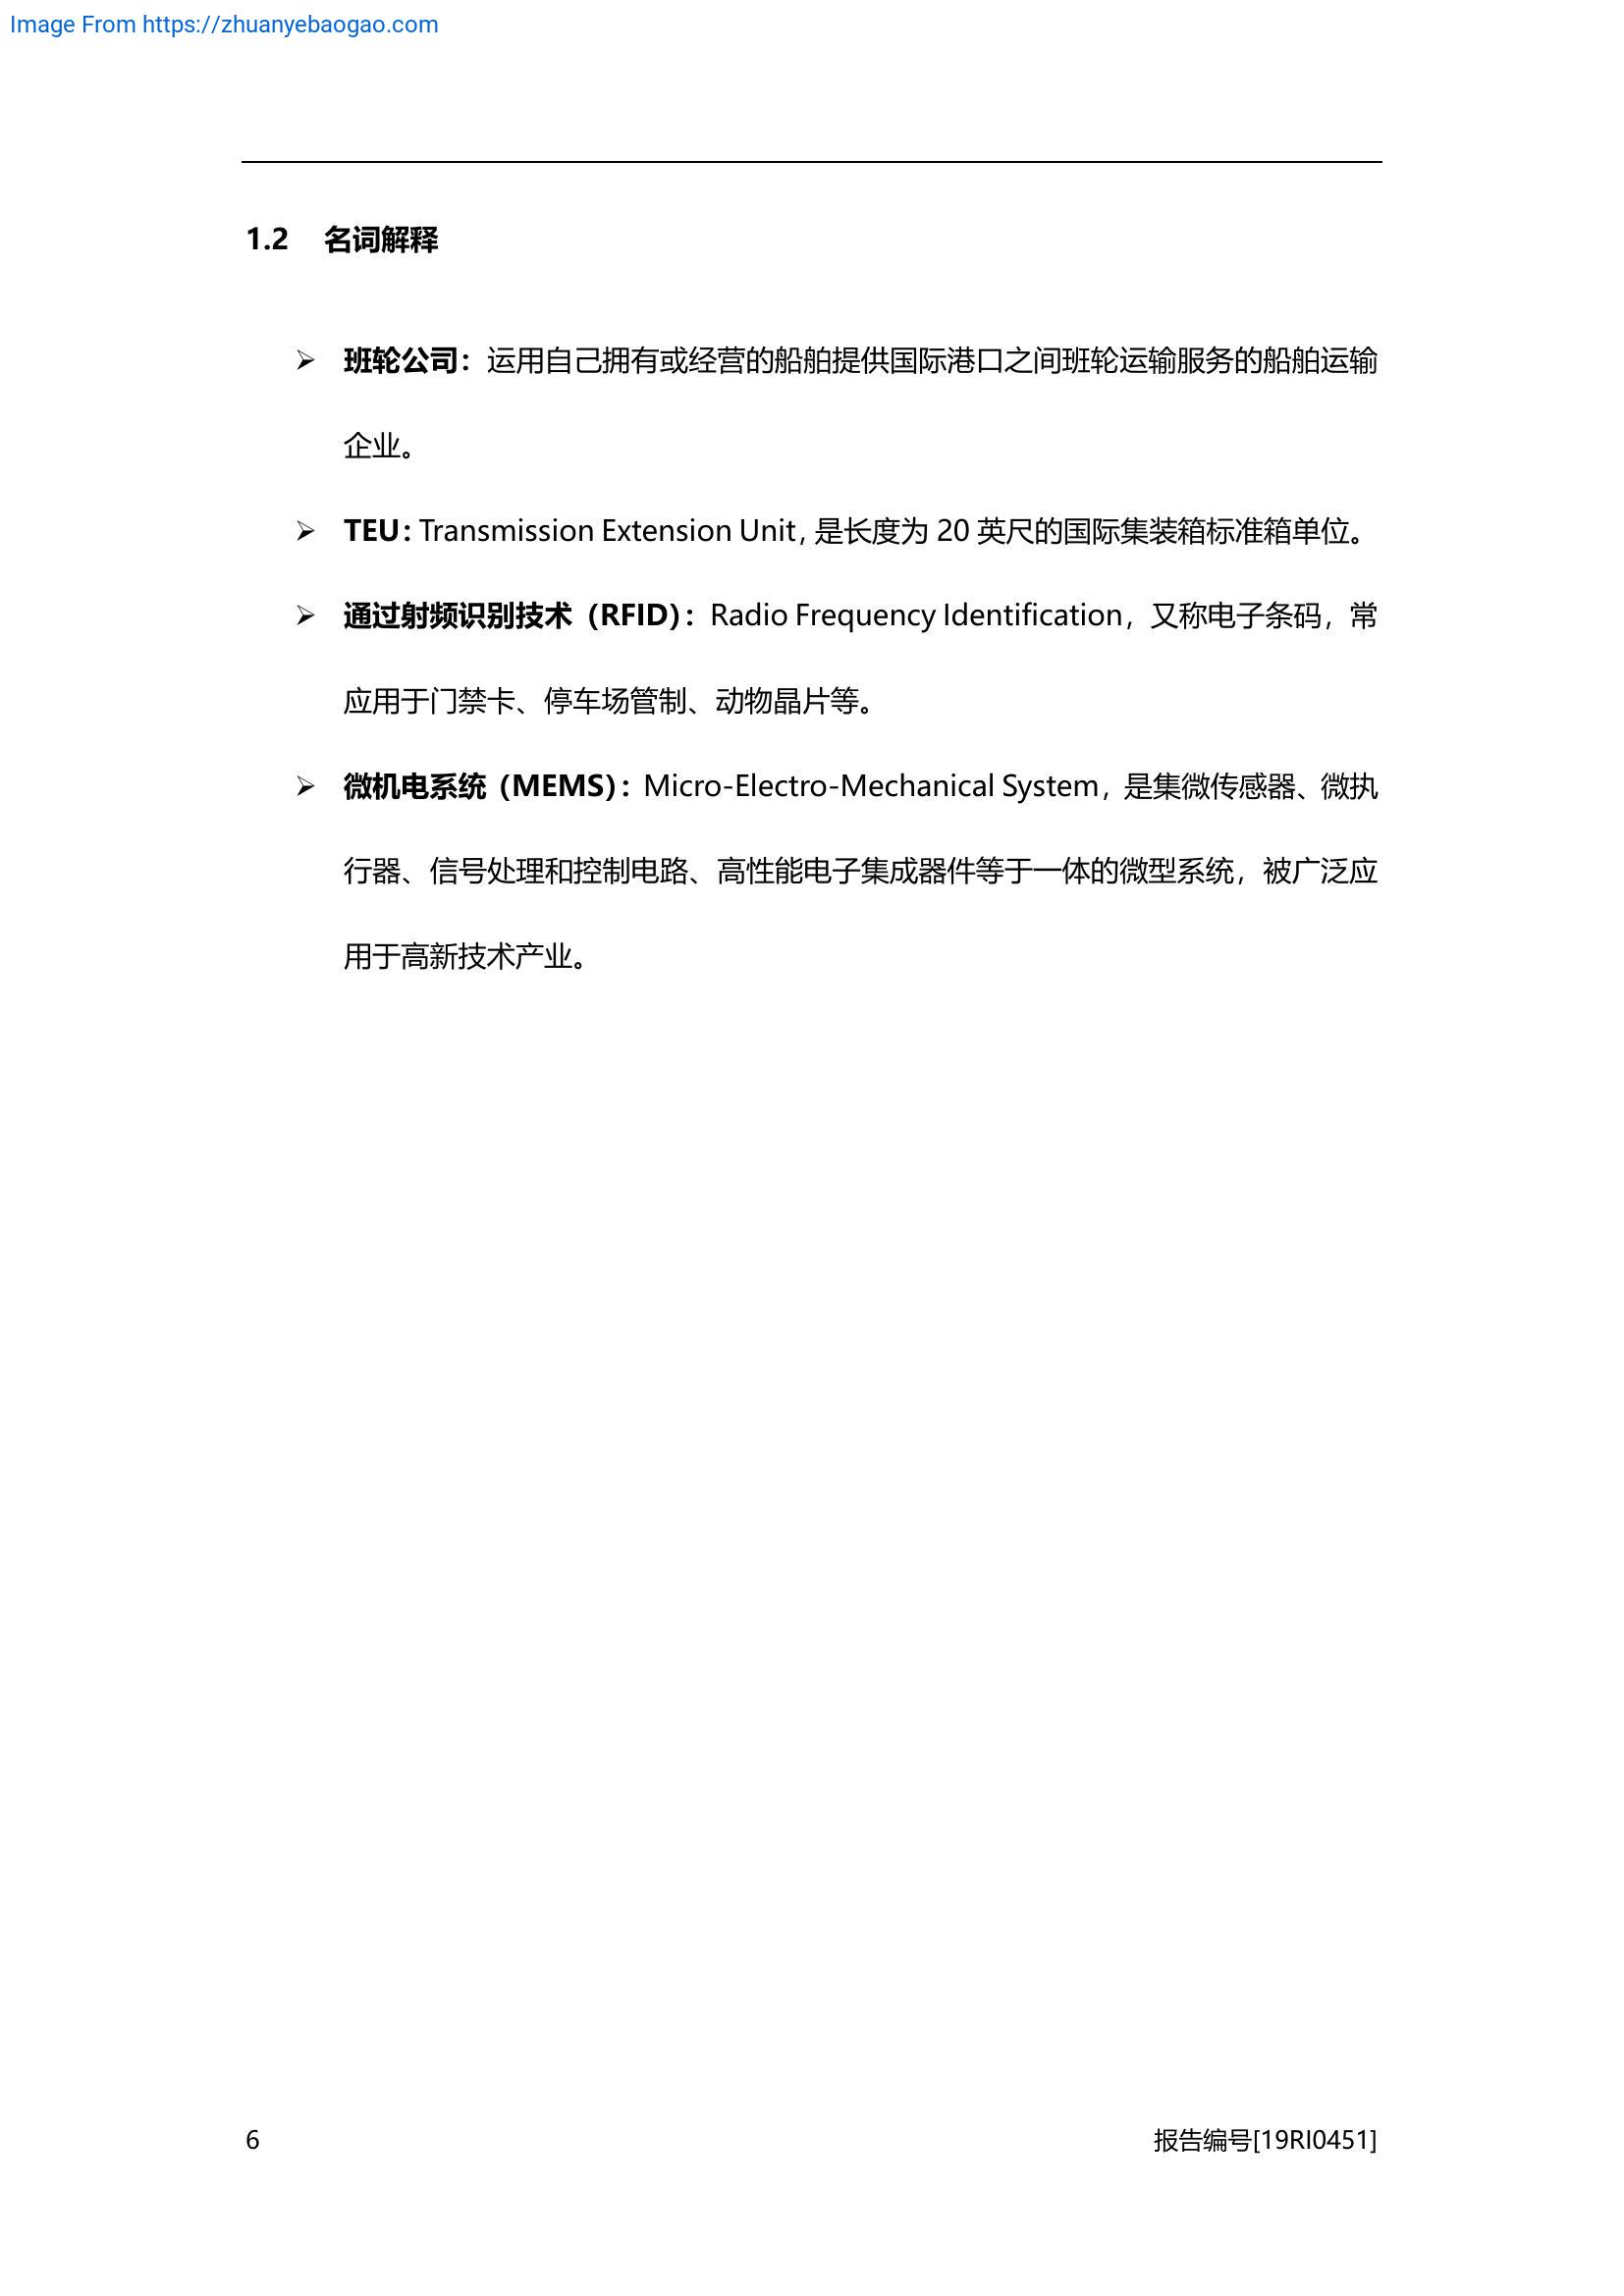 Image From https://zhuanyebaogao.com
1.2 名词解释
➢ 班轮公司：运用自己拥有或经营的船舶提供国际港口之间班轮运输服务的船舶运输
企业。
➢ TEU：Transmission Extension Unit，是长度为 20 英尺的国际集装箱标准箱单位。
➢ 通过射频识别技术（RFID）：Radio Frequency Identification，又称电子条码，常
应用于门禁卡、停车场管制、动物晶片等。
➢ 微机电系统（MEMS）：Micro-Electro-Mechanical System，是集微传感器、微执
行器、信号处理和控制电路、高性能电子集成器件等于一体的微型系统，被广泛应
用于高新技术产业。
6 报告编号[19RI0451]